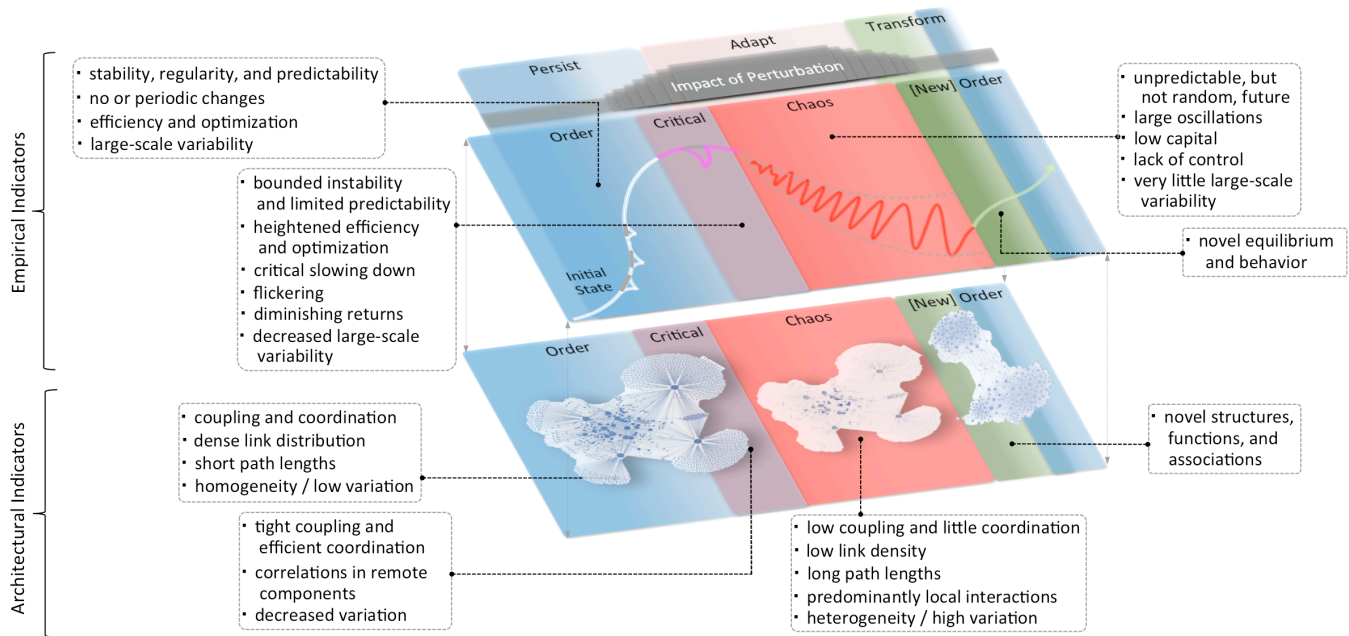 Persist
Adapt
Transform
Impact of Perturbation
Order
Critical
Chaos
[New] Order
Initial
State
Order
Critical
Chaos
[New] Order
Empirical Indicators
▪ stability, regularity, and predictability
▪ no or periodic changes
▪ efficiency and optimization
▪ large-scale variability
▪ bounded instability
and limited predictability
▪ heightened efficiency
and optimization
▪ critical slowing down
▪ flickering
▪ diminishing returns
▪ decreased large-scale
variability
▪ unpredictable, but
not random, future
▪ large oscillations
▪ low capital
▪ lack of control
▪ very little large-scale
variability
▪ novel equilibrium
and behavior
Architectural Indicators
▪ coupling and coordination
▪ dense link distribution
▪ short path lengths
▪ homogeneity / low variation
▪ tight coupling and
efficient coordination
▪ correlations in remote
components
▪ decreased variation
▪ low coupling and little coordination
▪ low link density
▪ long path lengths
▪ predominantly local interactions
▪ heterogeneity / high variation
▪ novel structures,
functions, and
associations